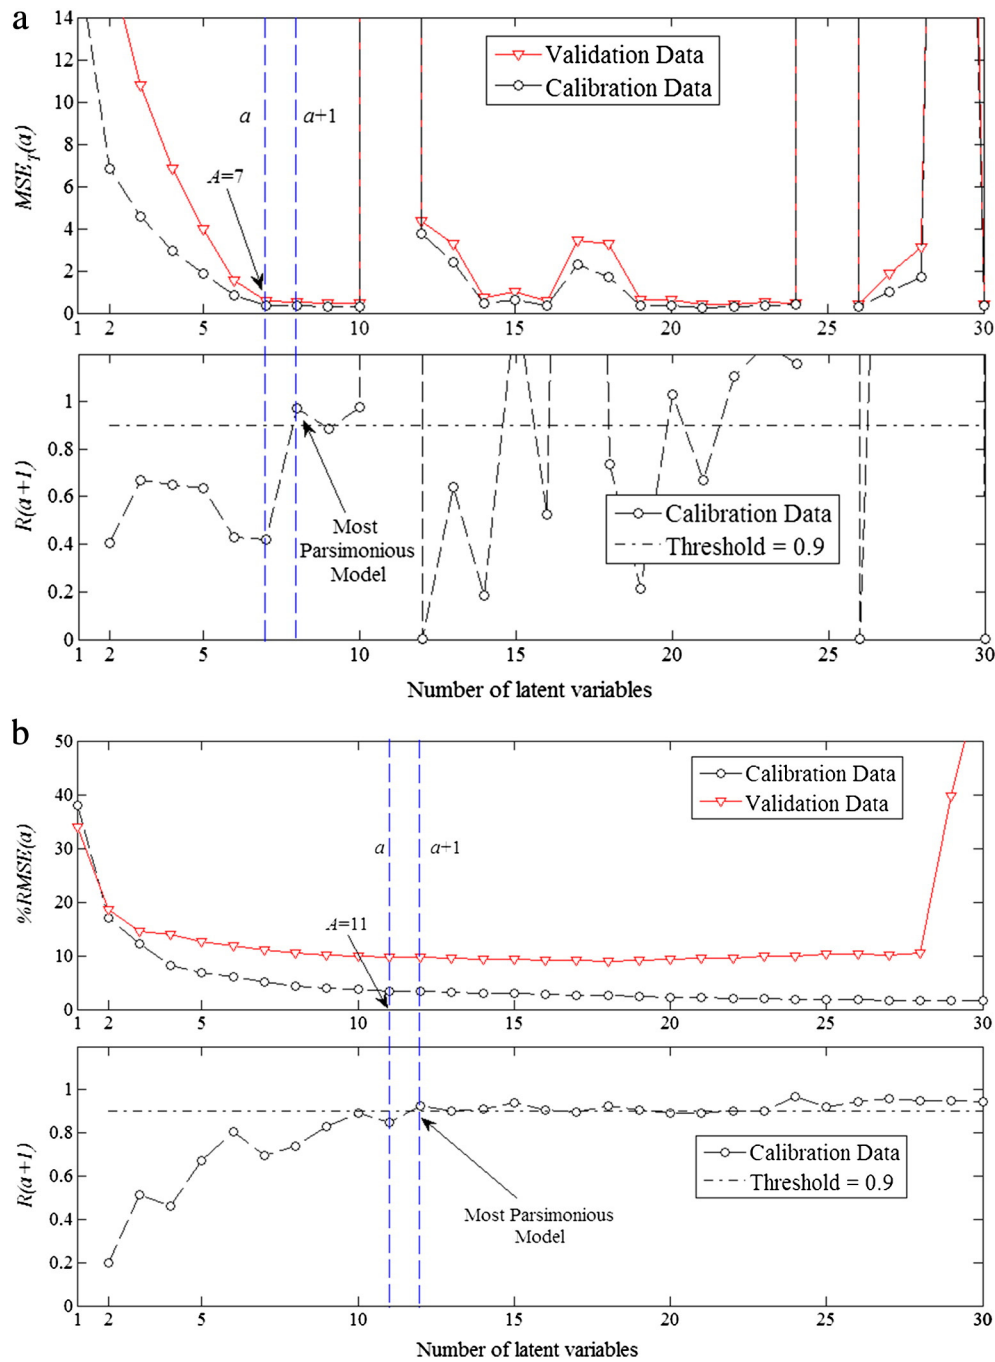 a
14
12
10
8
6
4
2
0
MSE_T(a)
Validation Data
Calibration Data
a
a+1
A=7
1 2 5 10 15 20 25 30
1
0.8
0.6
0.4
0.2
0
R(a+1)
Most
Parsimonious
Model
Calibration Data
Threshold = 0.9
1 2 5 10 15 20 25 30
Number of latent variables
b
50
40
30
20
10
0
%RMSE(a)
Calibration Data
Validation Data
a
a+1
A=11
1 2 5 10 15 20 25 30
1
0.8
0.6
0.4
0.2
0
R(a+1)
Calibration Data
Threshold = 0.9
Most Parsimonious
Model
1 2 5 10 15 20 25 30
Number of latent variables